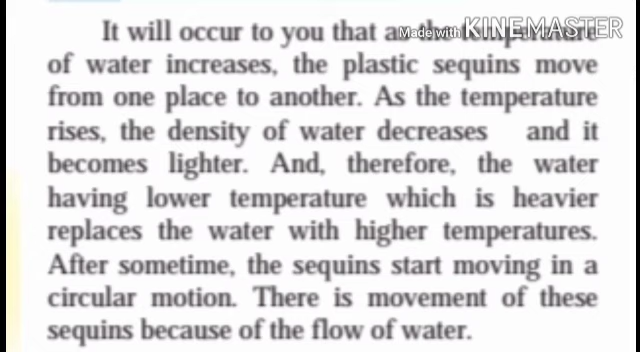 It will occur to you that as the temperature
Made with KINEMASTER
of water increases, the plastic sequins move
from one place to another. As the temperature
rises, the density of water decreases and it
becomes lighter. And, therefore, the water
having lower temperature which is heavier
replaces the water with higher temperatures.
After sometime, the sequins start moving in a
circular motion. There is movement of these
sequins because of the flow of water.